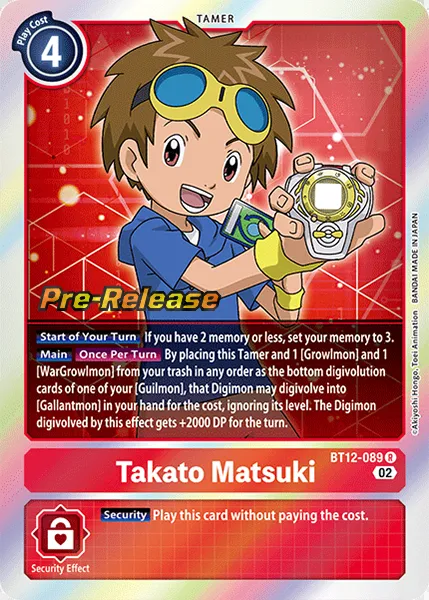 TAMER
Play Cost
4
Pre-Release
Start of Your Turn If you have 2 memory or less, set your memory to 3.
Main Once Per Turn By placing this Tamer and 1 [Growlmon] and 1
[WarGrowlmon] from your trash in any order as the bottom digivolution
cards of one of your [Guilmon], that Digimon may digivolve into
[Gallantmon] in your hand for the cost, ignoring its level. The Digimon
digivolved by this effect gets +2000 DP for the turn.
©Akiyoshi Hongo, Toei Animation BANDAI MADE IN JAPAN
BT12-089 R
Takato Matsuki
02
Security Play this card without paying the cost.
Security Effect